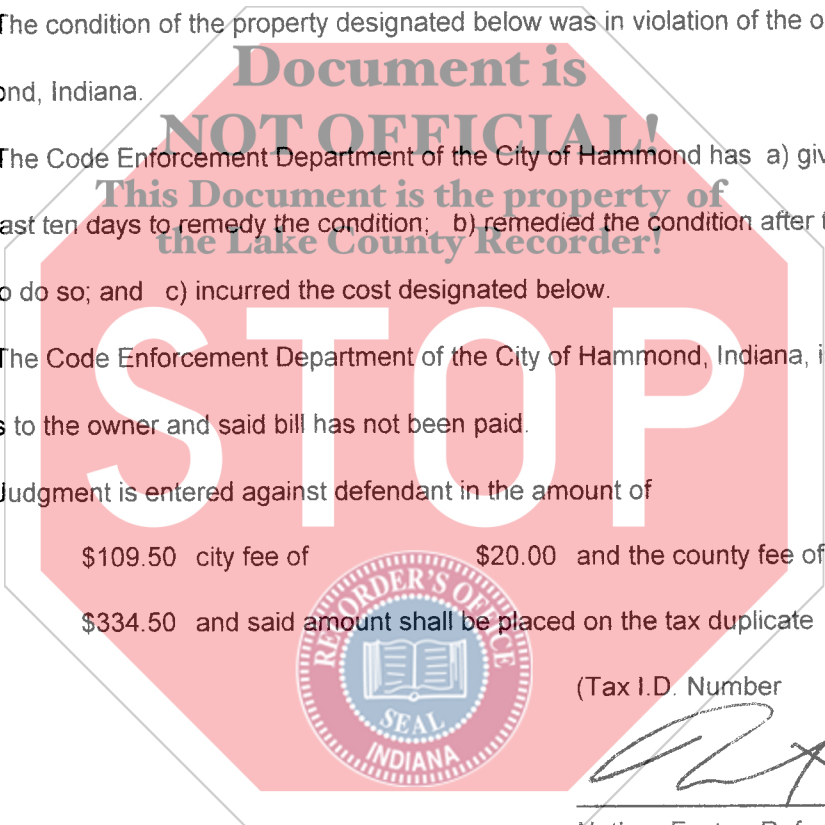 The condition of the property designated below was in violation of the o
Document is
ond, Indiana.
NOT OFFICIAL!
The Code Enforcement Department of the City of Hammond has a) giv
This Document is the property of
ast ten days to remedy the condition; b) remedied the condition after t
the Lake County Recorder!
o do so; and c) incurred the cost designated below.
STOP
The Code Enforcement Department of the City of Hammond, Indiana, i
s to the owner and said bill has not been paid.
Judgment is entered against defendant in the amount of
$109.50 city fee of $20.00 and the county fee of
$334.50 and said amount shall be placed on the tax duplicate
(Tax I.D. Number
RECORDER'S OFFICE
SEAL
INDIANA